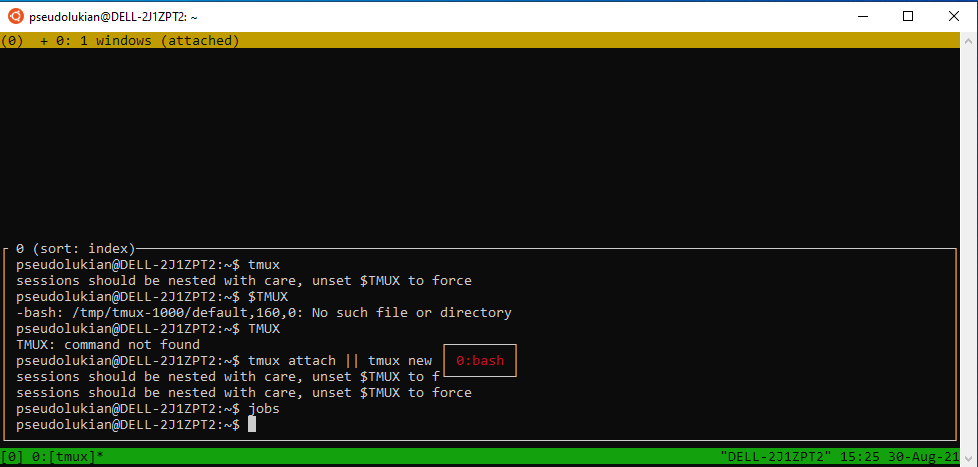 pseudolukian@DELL-2J1ZPT2: ~
(0)  + 0: 1 windows (attached)
0 (sort: index)
pseudolukian@DELL-2J1ZPT2:~$ tmux
sessions should be nested with care, unset $TMUX to force
pseudolukian@DELL-2J1ZPT2:~$ $TMUX
-bash: /tmp/tmux-1000/default,160,0: No such file or directory
pseudolukian@DELL-2J1ZPT2:~$ TMUX
TMUX: command not found
pseudolukian@DELL-2J1ZPT2:~$ tmux attach || tmux new 0:bash
sessions should be nested with care, unset $TMUX to f
sessions should be nested with care, unset $TMUX to force
pseudolukian@DELL-2J1ZPT2:~$ jobs
pseudolukian@DELL-2J1ZPT2:~$
[0] 0:[tmux]* "DELL-2J1ZPT2" 15:25 30-Aug-21